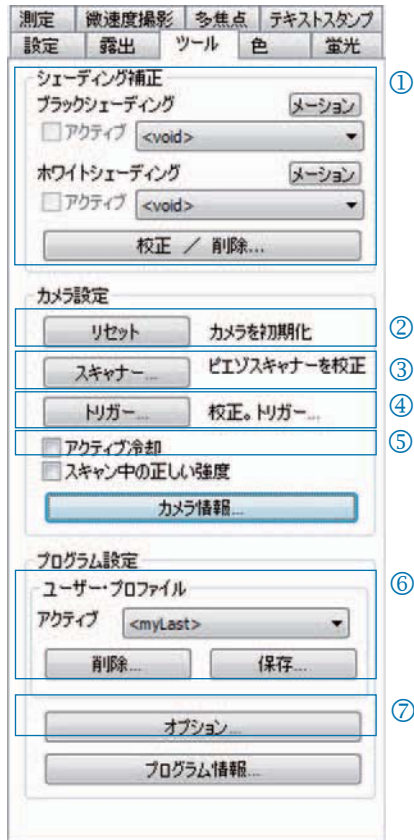 測定 微速度撮影 多焦点 テキストスタンプ
設定 露出 ツール 色 蛍光
シェーディング補正 ①
ブラックシェーディング メーション
アクティブ <void>
ホワイトシェーディング メーション
アクティブ <void>
校正 / 削除...
カメラ設定
リセット カメラを初期化 ②
スキャナー... ピエゾスキャナーを校正 ③
トリガー... 校正。トリガー... ④
アクティブ冷却 ⑤
スキャン中の正しい強度
カメラ情報...
プログラム設定
ユーザー・プロファイル ⑥
アクティブ <myLast>
削除... 保存...
オプション... ⑦
プログラム情報...